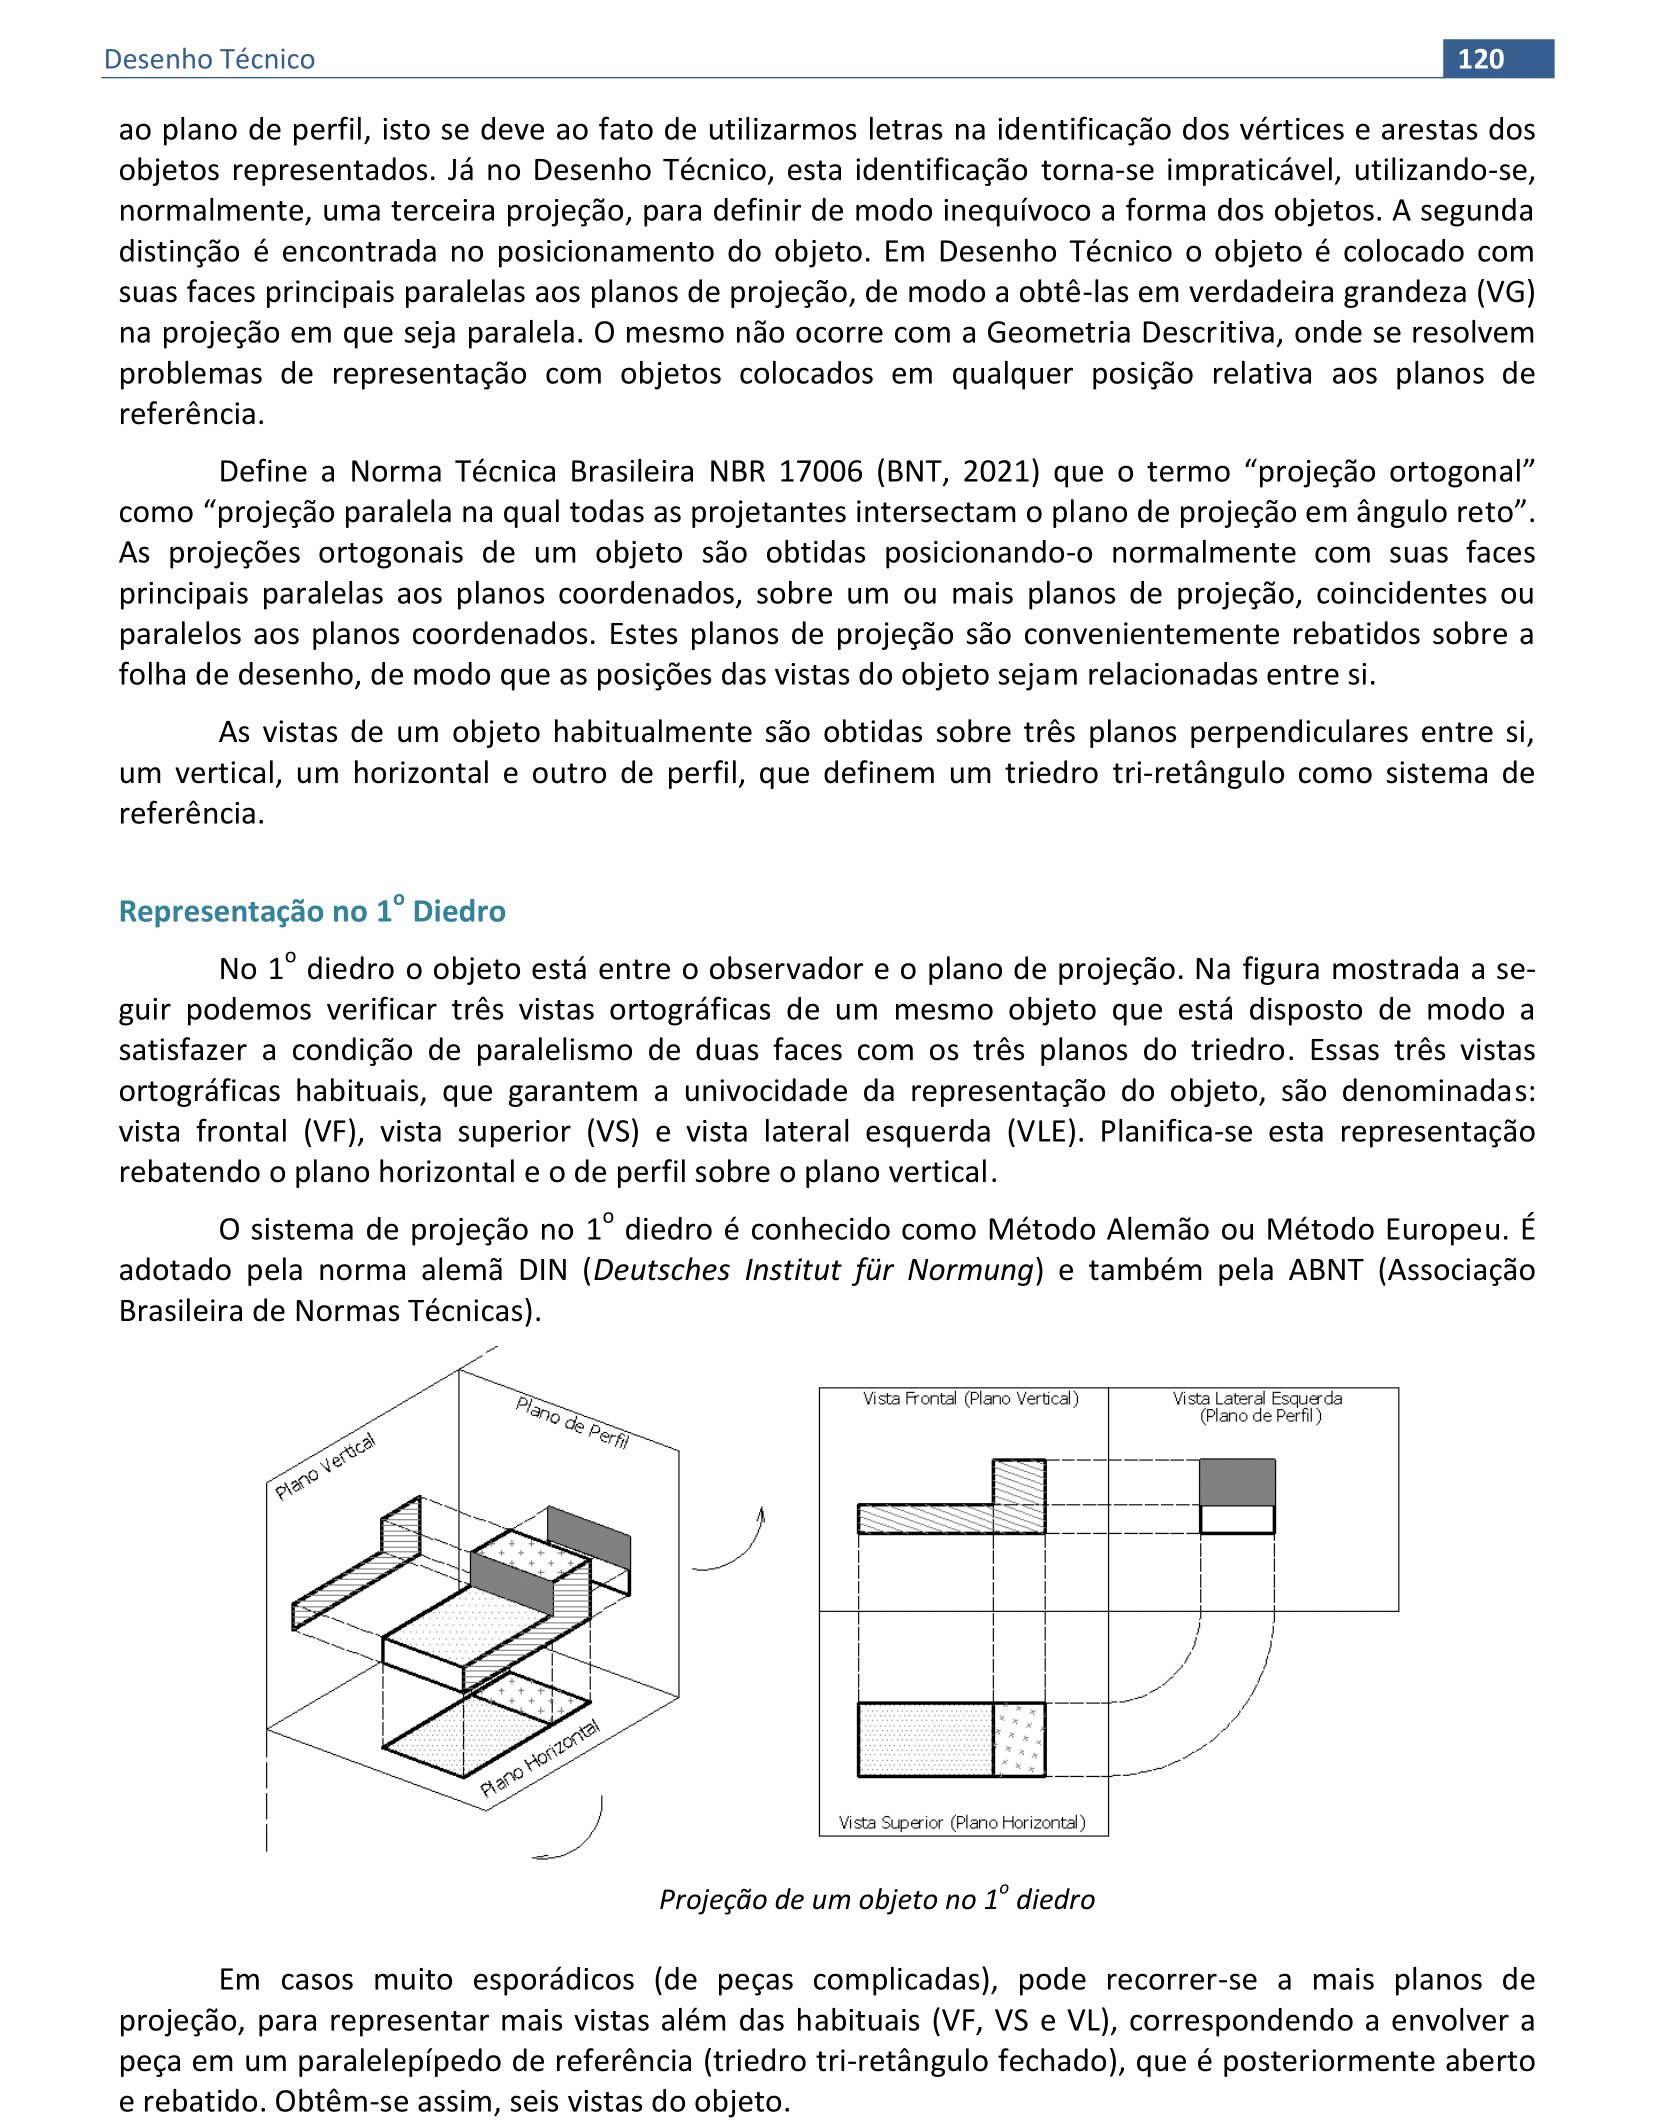 Desenho Técnico 120
ao plano de perfil, isto se deve ao fato de utilizarmos letras na identificação dos vértices e arestas dos
objetos representados. Já no Desenho Técnico, esta identificação torna-se impraticável, utilizando-se,
normalmente, uma terceira projeção, para definir de modo inequívoco a forma dos objetos. A segunda
distinção é encontrada no posicionamento do objeto. Em Desenho Técnico o objeto é colocado com
suas faces principais paralelas aos planos de projeção, de modo a obtê-las em verdadeira grandeza (VG)
na projeção em que seja paralela. O mesmo não ocorre com a Geometria Descritiva, onde se resolvem
problemas de representação com objetos colocados em qualquer posição relativa aos planos de
referência.
Define a Norma Técnica Brasileira NBR 17006 (BNT, 2021) que o termo “projeção ortogonal”
como “projeção paralela na qual todas as projetantes intersectam o plano de projeção em ângulo reto”.
As projeções ortogonais de um objeto são obtidas posicionando-o normalmente com suas faces
principais paralelas aos planos coordenados, sobre um ou mais planos de projeção, coincidentes ou
paralelos aos planos coordenados. Estes planos de projeção são convenientemente rebatidos sobre a
folha de desenho, de modo que as posições das vistas do objeto sejam relacionadas entre si.
As vistas de um objeto habitualmente são obtidas sobre três planos perpendiculares entre si,
um vertical, um horizontal e outro de perfil, que definem um triedro tri-retângulo como sistema de
referência.
Representação no 1º Diedro
No 1º diedro o objeto está entre o observador e o plano de projeção. Na figura mostrada a se-
guir podemos verificar três vistas ortográficas de um mesmo objeto que está disposto de modo a
satisfazer a condição de paralelismo de duas faces com os três planos do triedro. Essas três vistas
ortográficas habituais, que garantem a univocidade da representação do objeto, são denominadas:
vista frontal (VF), vista superior (VS) e vista lateral esquerda (VLE). Planifica-se esta representação
rebatendo o plano horizontal e o de perfil sobre o plano vertical.
O sistema de projeção no 1º diedro é conhecido como Método Alemão ou Método Europeu. É
adotado pela norma alemã DIN (Deutsches Institut für Normung) e também pela ABNT (Associação
Brasileira de Normas Técnicas).
Plano Vertical
Plano de Perfil
Plano Horizontal
Vista Frontal (Plano Vertical)
Vista Lateral Esquerda
(Plano de Perfil)
Vista Superior (Plano Horizontal)
Projeção de um objeto no 1º diedro
Em casos muito esporádicos (de peças complicadas), pode recorrer-se a mais planos de
projeção, para representar mais vistas além das habituais (VF, VS e VL), correspondendo a envolver a
peça em um paralelepípedo de referência (triedro tri-retângulo fechado), que é posteriormente aberto
e rebatido. Obtêm-se assim, seis vistas do objeto.